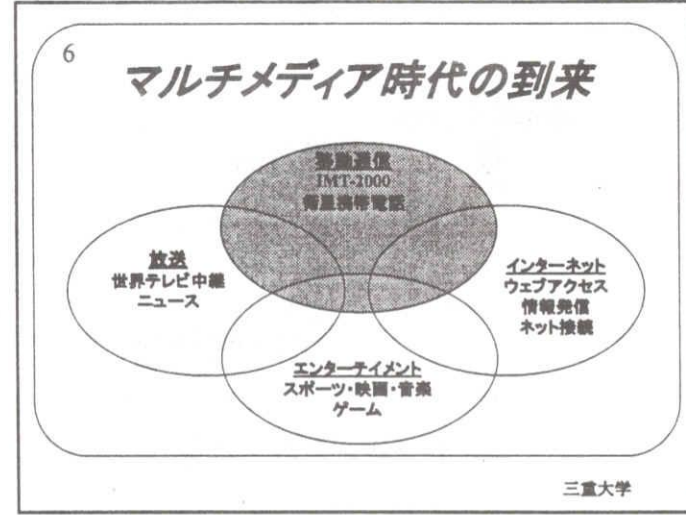 6
マルチメディア時代の到来
移動通信
IMT-2000
衛星携帯電話
放送
世界テレビ中継
ニュース
インターネット
ウェブアクセス
情報発信
ネット接続
エンターテイメント
スポーツ・映画・音楽
ゲーム
三重大学